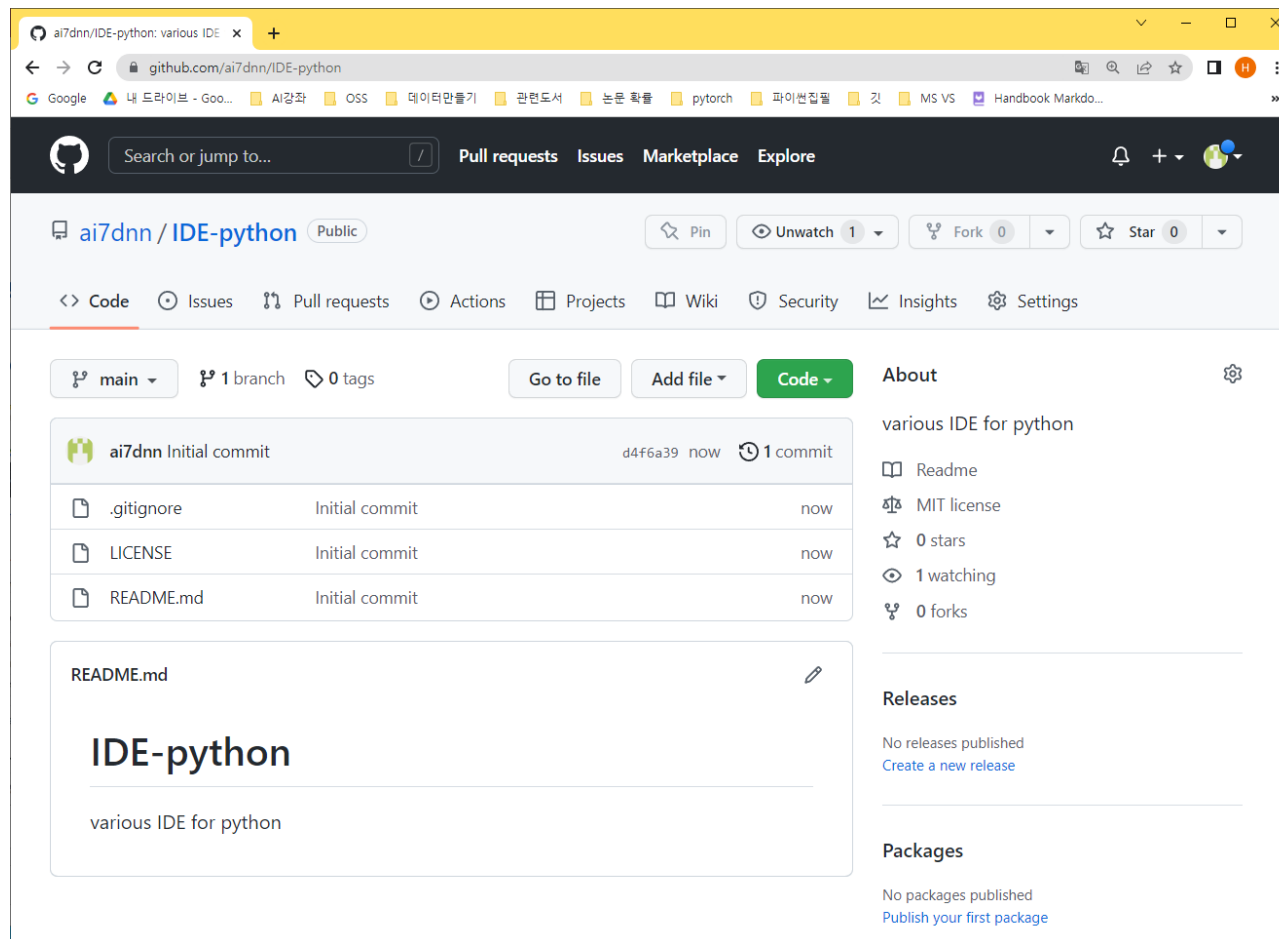 ai7dnn/IDE-python: various IDE
github.com/ai7dnn/IDE-python
Google 내 드라이브 - Goo... AI강좌 OSS 데이터만들기 관련도서 논문 확률 pytorch 파이썬집필 깃 MS VS Handbook Markdo... »
Search or jump to... / Pull requests Issues Marketplace Explore
ai7dnn / IDE-python Public Pin Unwatch 1 Fork 0 Star 0
Code Issues Pull requests Actions Projects Wiki Security Insights Settings
main 1 branch 0 tags Go to file Add file Code
ai7dnn Initial commit d4f6a39 now 1 commit
.gitignore Initial commit now
LICENSE Initial commit now
README.md Initial commit now
README.md
IDE-python
various IDE for python
About
various IDE for python
Readme
MIT license
0 stars
1 watching
0 forks
Releases
No releases published
Create a new release
Packages
No packages published
Publish your first package